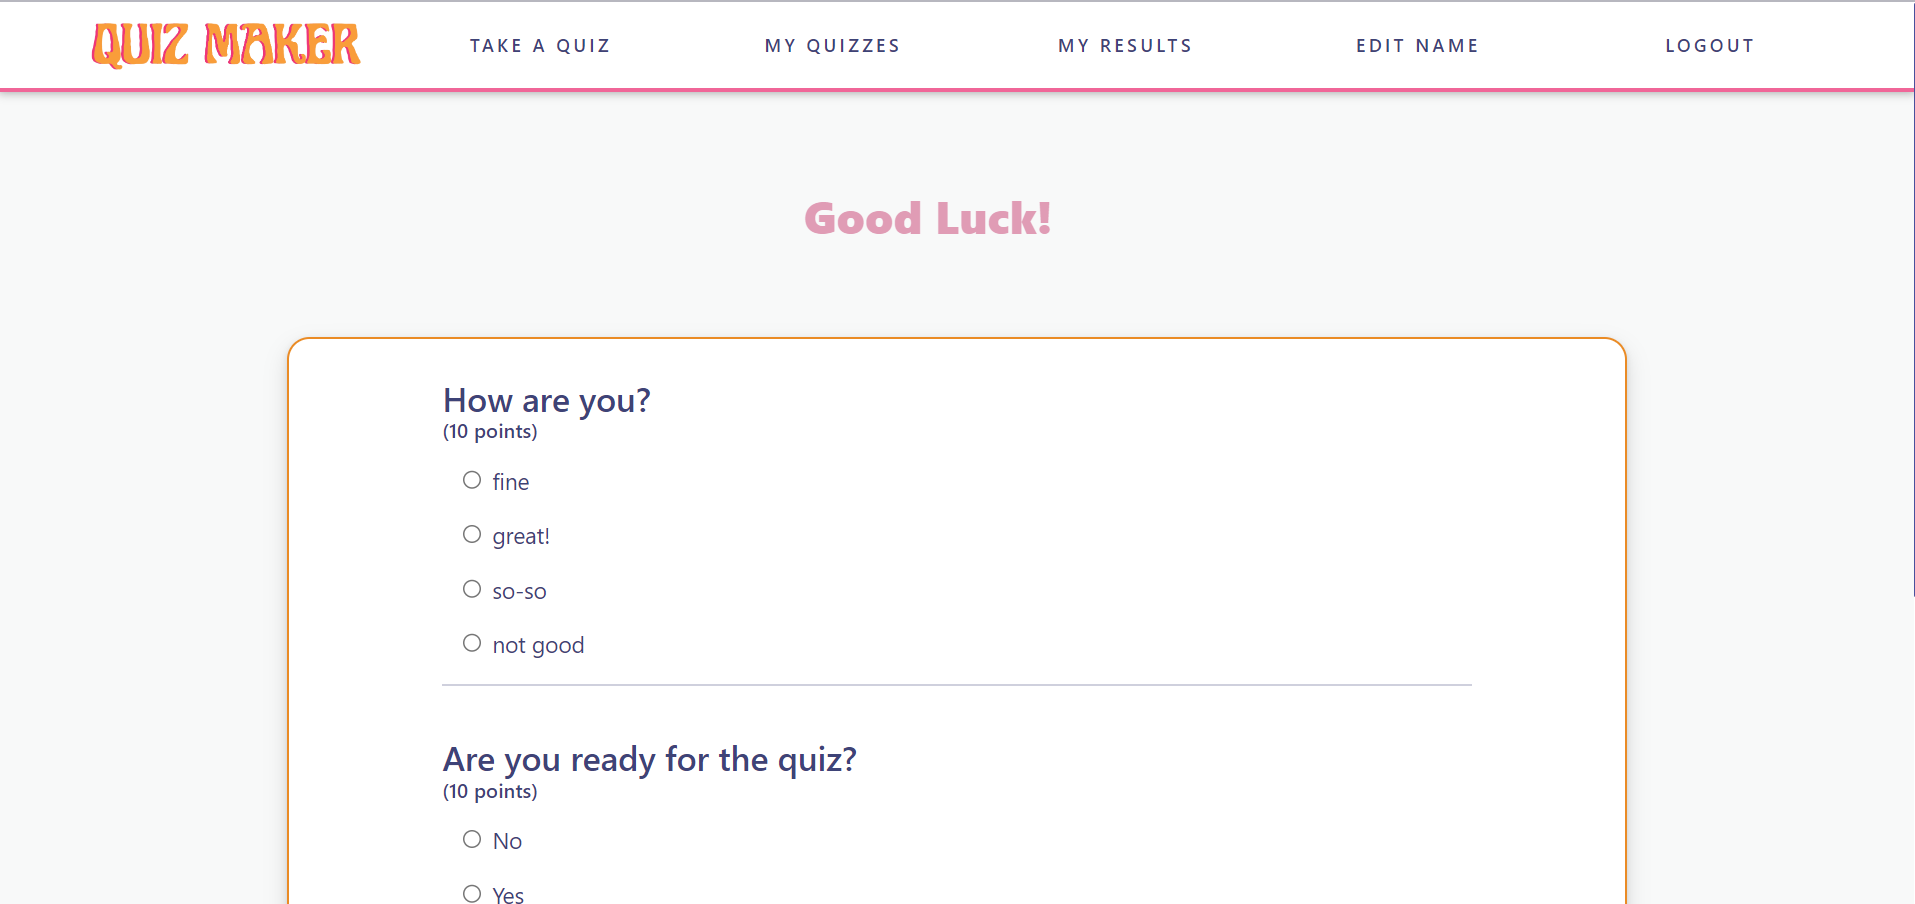 QUIZ MAKER TAKE A QUIZ MY QUIZZES MY RESULTS EDIT NAME LOGOUT
Good Luck!
How are you?
(10 points)
fine
great!
so-so
not good
Are you ready for the quiz?
(10 points)
No
Yes